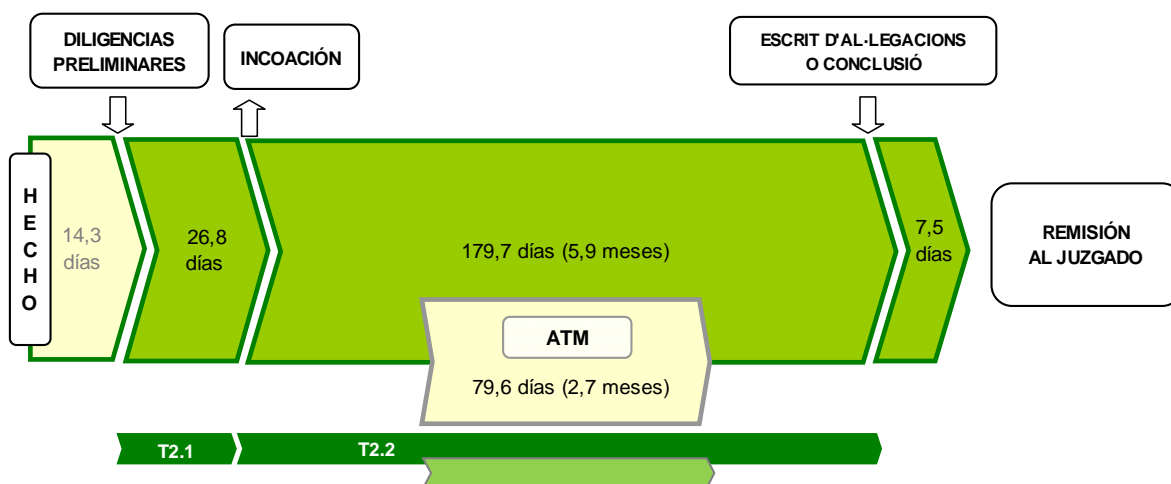 DILIGENCIAS
PRELIMINARES
INCOACIÓN
ESCRIT D'AL·LEGACIONS
O CONCLUSIÓ
HECHO
14,3
días
26,8
días
179,7 días (5,9 meses)
7,5
días
REMISIÓN
AL JUZGADO
ATM
79,6 días (2,7 meses)
T2.1
T2.2